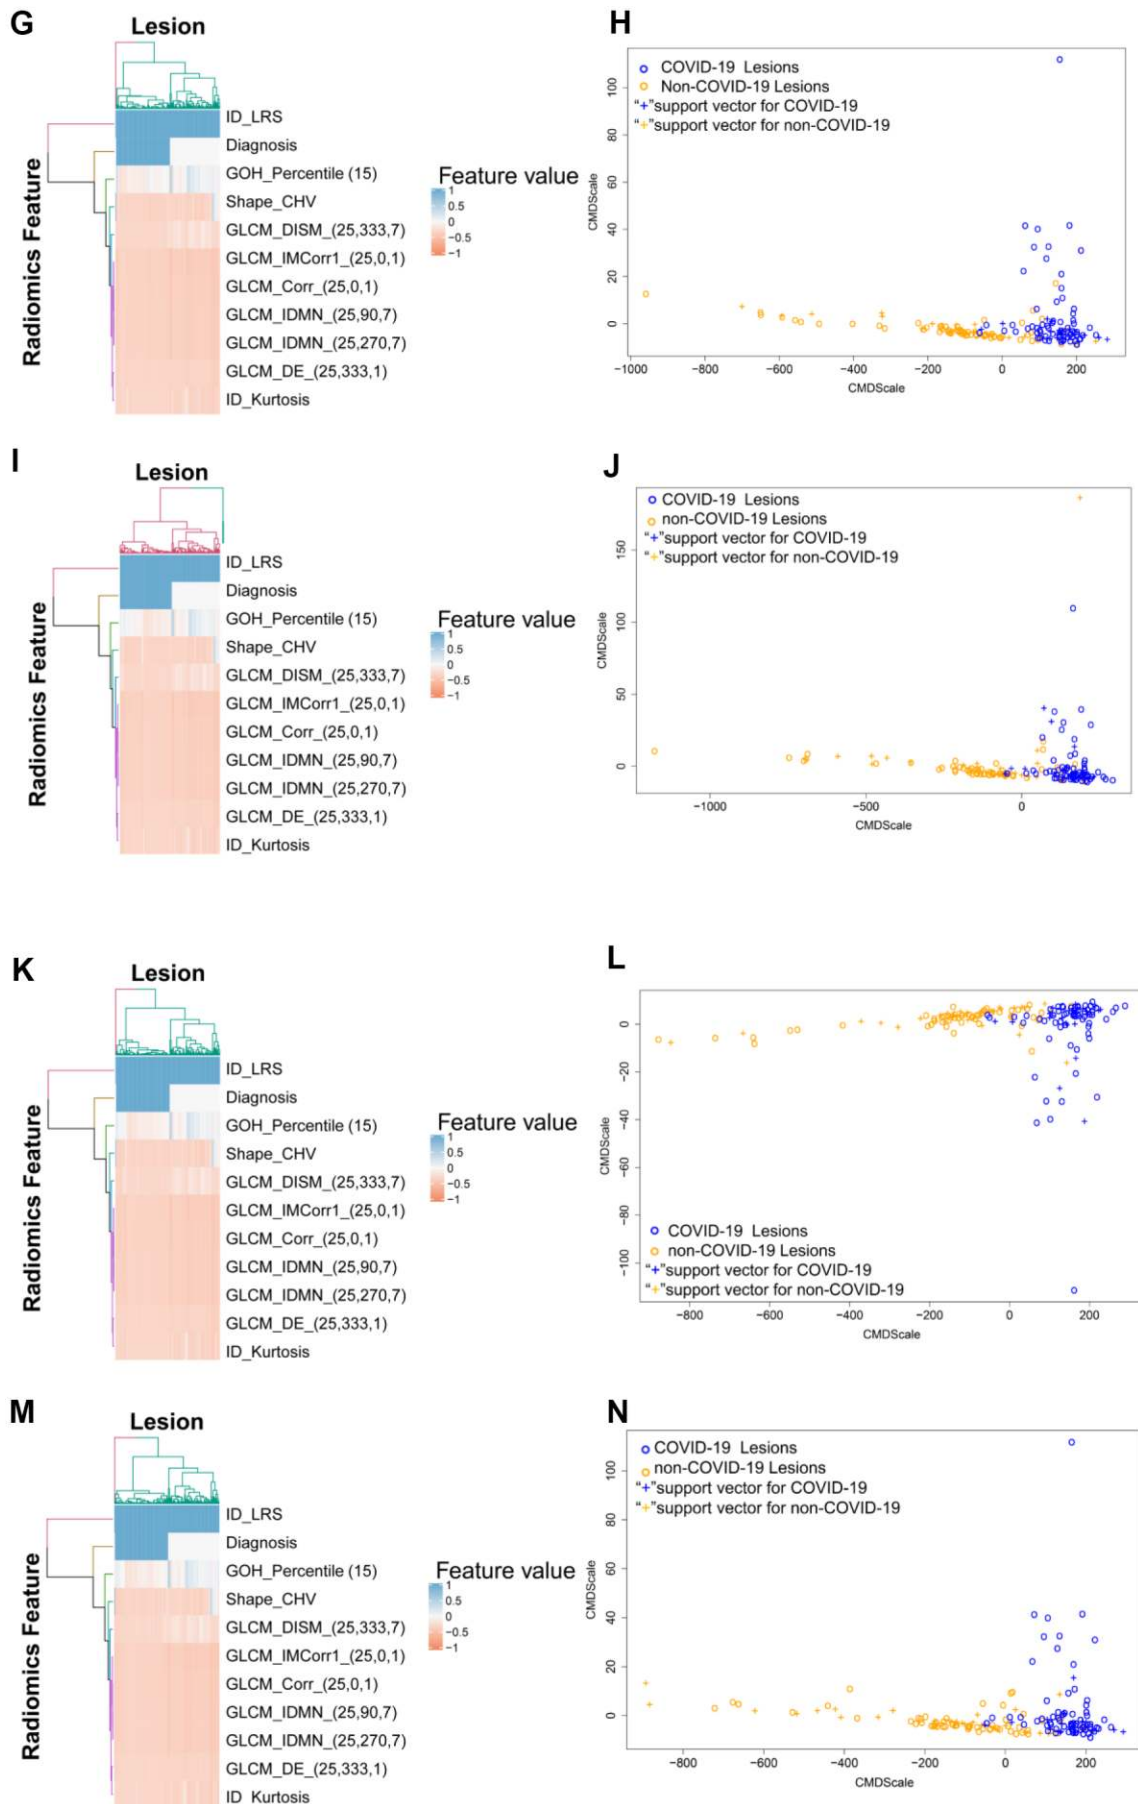 G
Lesion
Radiomics Feature
ID_LRS
Diagnosis
GOH_Percentile (15)
Shape_CHV
GLCM_DISM_(25,333,7)
GLCM_IMCorr1_(25,0,1)
GLCM_Corr_(25,0,1)
GLCM_IDMN_(25,90,7)
GLCM_IDMN_(25,270,7)
GLCM_DE_(25,333,1)
ID_Kurtosis
Feature value
1
0
−0.5
−1
H
COVID-19 Lesions
Non-COVID-19 Lesions
“+”support vector for COVID-19
“+”support vector for non-COVID-19
CMDScale
100
80
60
40
20
0
−1000 −800 −600 −400 −200 0 200
CMDScale
I
Lesion
Radiomics Feature
ID_LRS
Diagnosis
GOH_Percentile (15)
Shape_CHV
GLCM_DISM_(25,333,7)
GLCM_IMCorr1_(25,0,1)
GLCM_Corr_(25,0,1)
GLCM_IDMN_(25,90,7)
GLCM_IDMN_(25,270,7)
GLCM_DE_(25,333,1)
ID_Kurtosis
Feature value
1
0.5
0
−0.5
−1
J
COVID-19 Lesions
non-COVID-19 Lesions
“+”support vector for COVID-19
“+”support vector for non-COVID-19
CMDScale
150
100
50
0
−1000 −500 0
CMDScale
K
Lesion
Radiomics Feature
ID_LRS
Diagnosis
GOH_Percentile (15)
Shape_CHV
GLCM_DISM_(25,333,7)
GLCM_IMCorr1_(25,0,1)
GLCM_Corr_(25,0,1)
GLCM_IDMN_(25,90,7)
GLCM_IDMN_(25,270,7)
GLCM_DE_(25,333,1)
ID_Kurtosis
Feature value
1
0.5
0
−0.5
−1
L
CMDScale
0
−20
−40
−60
−80
−100
COVID-19 Lesions
non-COVID-19 Lesions
“+”support vector for COVID-19
“+”support vector for non-COVID-19
−800 −600 −400 −200 0 200
CMDScale
M
Lesion
Radiomics Feature
ID_LRS
Diagnosis
GOH_Percentile (15)
Shape_CHV
GLCM_DISM_(25,333,7)
GLCM_IMCorr1_(25,0,1)
GLCM_Corr_(25,0,1)
GLCM_IDMN_(25,90,7)
GLCM_IDMN_(25,270,7)
GLCM_DE_(25,333,1)
ID_Kurtosis
Feature value
1
0.5
0
−0.5
−1
N
COVID-19 Lesions
non-COVID-19 Lesions
“+”support vector for COVID-19
“+”support vector for non-COVID-19
CMDScale
100
80
60
40
20
0
−800 −600 −400 −200 0 200
CMDScale